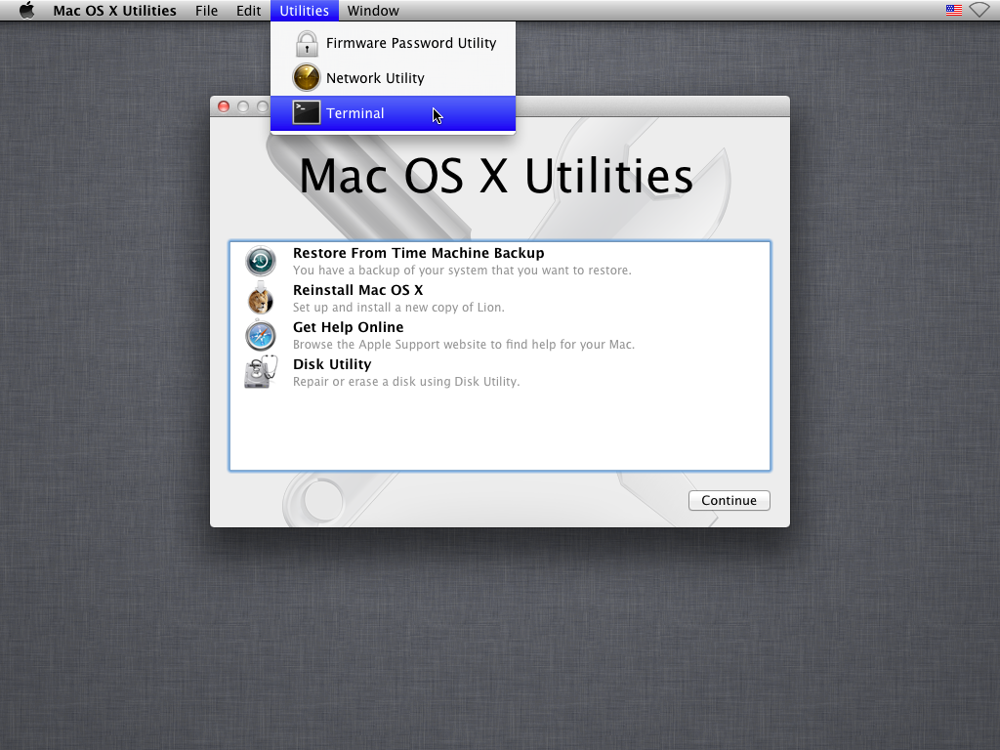 Mac OS X Utilities File Edit Utilities Window
Firmware Password Utility
Network Utility
>_ Terminal
Mac OS X Utilities
Restore From Time Machine Backup
You have a backup of your system that you want to restore.
Reinstall Mac OS X
Set up and install a new copy of Lion.
Get Help Online
Browse the Apple Support website to find help for your Mac.
Disk Utility
Repair or erase a disk using Disk Utility.
Continue